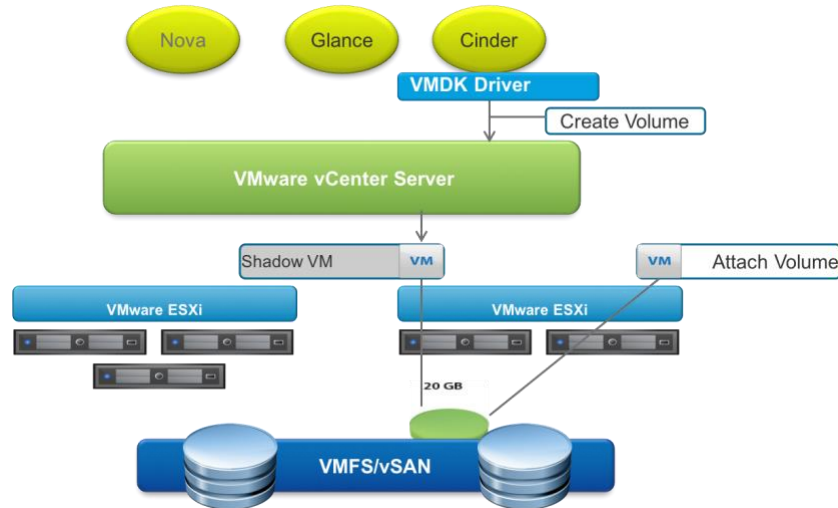 Nova
Glance
Cinder
VMDK Driver
Create Volume
VMware vCenter Server
Shadow VM
VM
VM
Attach Volume
VMware ESXi
VMware ESXi
20 GB
VMFS/vSAN